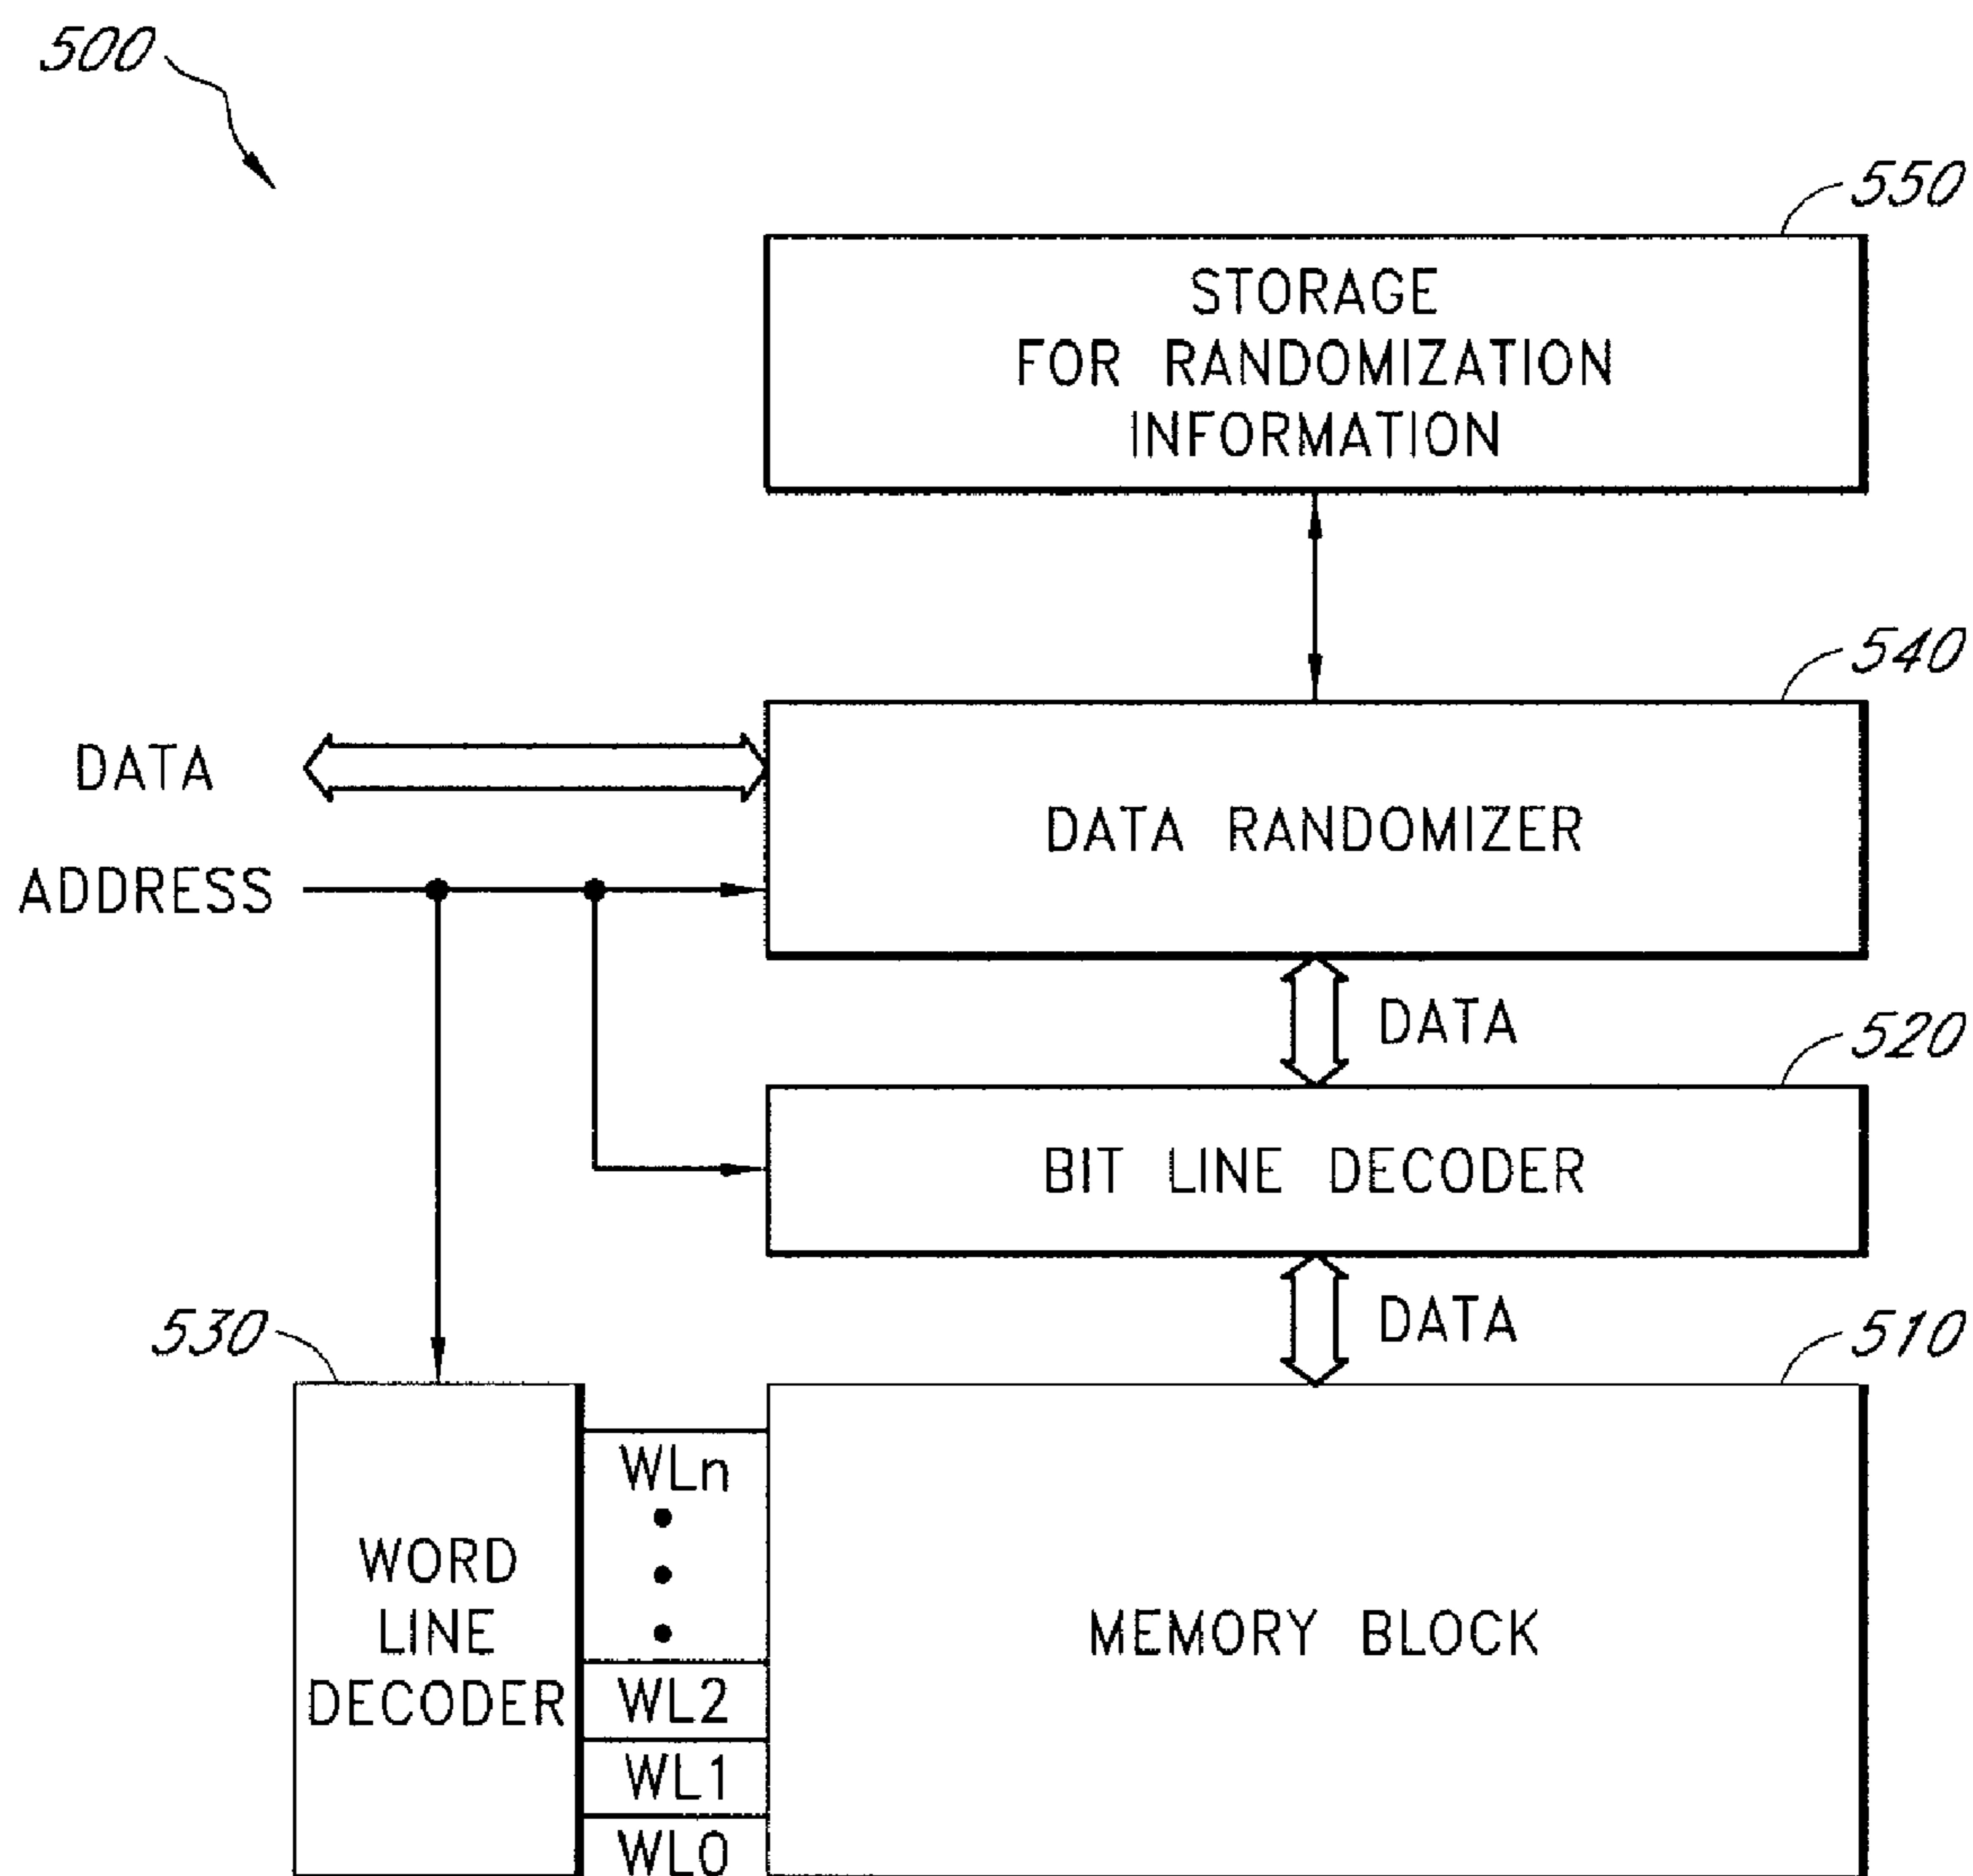 500
550
STORAGE
FOR RANDOMIZATION
INFORMATION
540
DATA
DATA RANDOMIZER
ADDRESS
DATA
520
BIT LINE DECODER
530
DATA
510
WLn
WORD
LINE
DECODER
MEMORY BLOCK
WL2
WL1
WL0